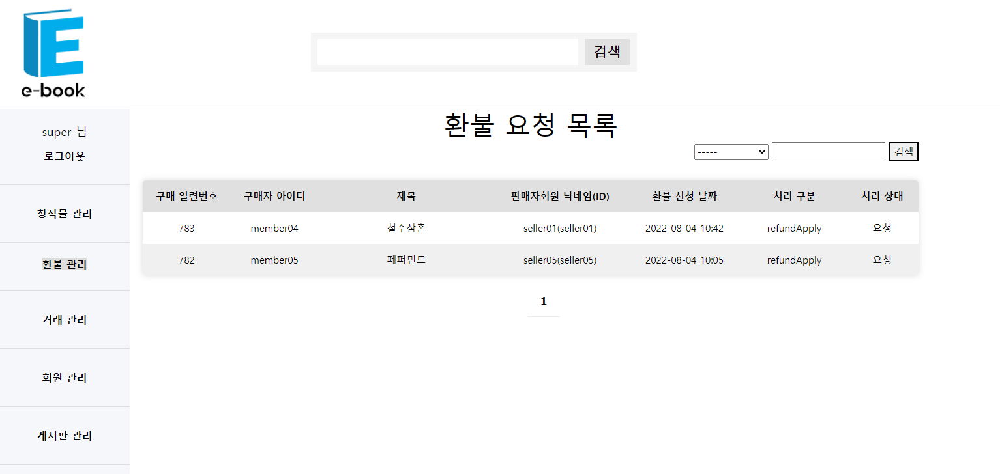 E
e-book
검색
super 님
로그아웃
창작물 관리
환불 관리
거래 관리
회원 관리
게시판 관리
환불 요청 목록
----- 검색
구매 일련번호 구매자 아이디 제목 판매자회원 닉네임(ID) 환불 신청 날짜 처리 구분 처리 상태
783 member04 철수삼촌 seller01(seller01) 2022-08-04 10:42 refundApply 요청
782 member05 페퍼민트 seller05(seller05) 2022-08-04 10:05 refundApply 요청
1